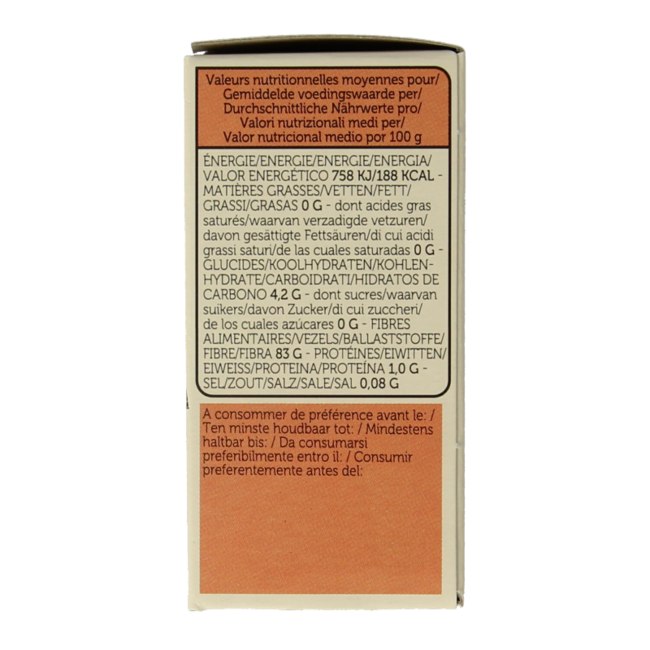 Valeurs nutritionnelles moyennes pour/
Gemiddelde voedingswaarde per/
Durchschnittliche Nährwerte pro/
Valori nutrizionali medi per/
Valor nutricional medio por 100 g
ÉNERGIE/ENERGIE/ENERGIE/ENERGIA/
VALOR ENERGÉTICO 758 KJ/188 KCAL -
MATIÈRES GRASSES/VETTEN/FETT/
GRASSI/GRASAS 0 G - dont acides gras
saturés/waarvan verzadigde vetzuren/
davon gesättigte Fettsäuren/di cui acidi
grassi saturi/de las cuales saturadas 0 G -
GLUCIDES/KOOLHYDRATEN/KOHLEN-
HYDRATE/CARBOIDRATI/HIDRATOS DE
CARBONO 4,2 G - dont sucres/waarvan
suikers/davon Zucker/di cui zuccheri/
de los cuales azúcares 0 G - FIBRES
ALIMENTAIRES/VEZELS/BALLASTSTOFFE/
FIBRE/FIBRA 83 G - PROTÉINES/EIWITTEN/
EIWEISS/PROTEINA/PROTEÍNA 1,0 G -
SEL/ZOUT/SALZ/SALE/SAL 0,08 G
A consommer de préférence avant le: /
Ten minste houdbaar tot: / Mindestens
haltbar bis: / Da consumarsi
preferibilmente entro il: / Consumir
preferentemente antes del: